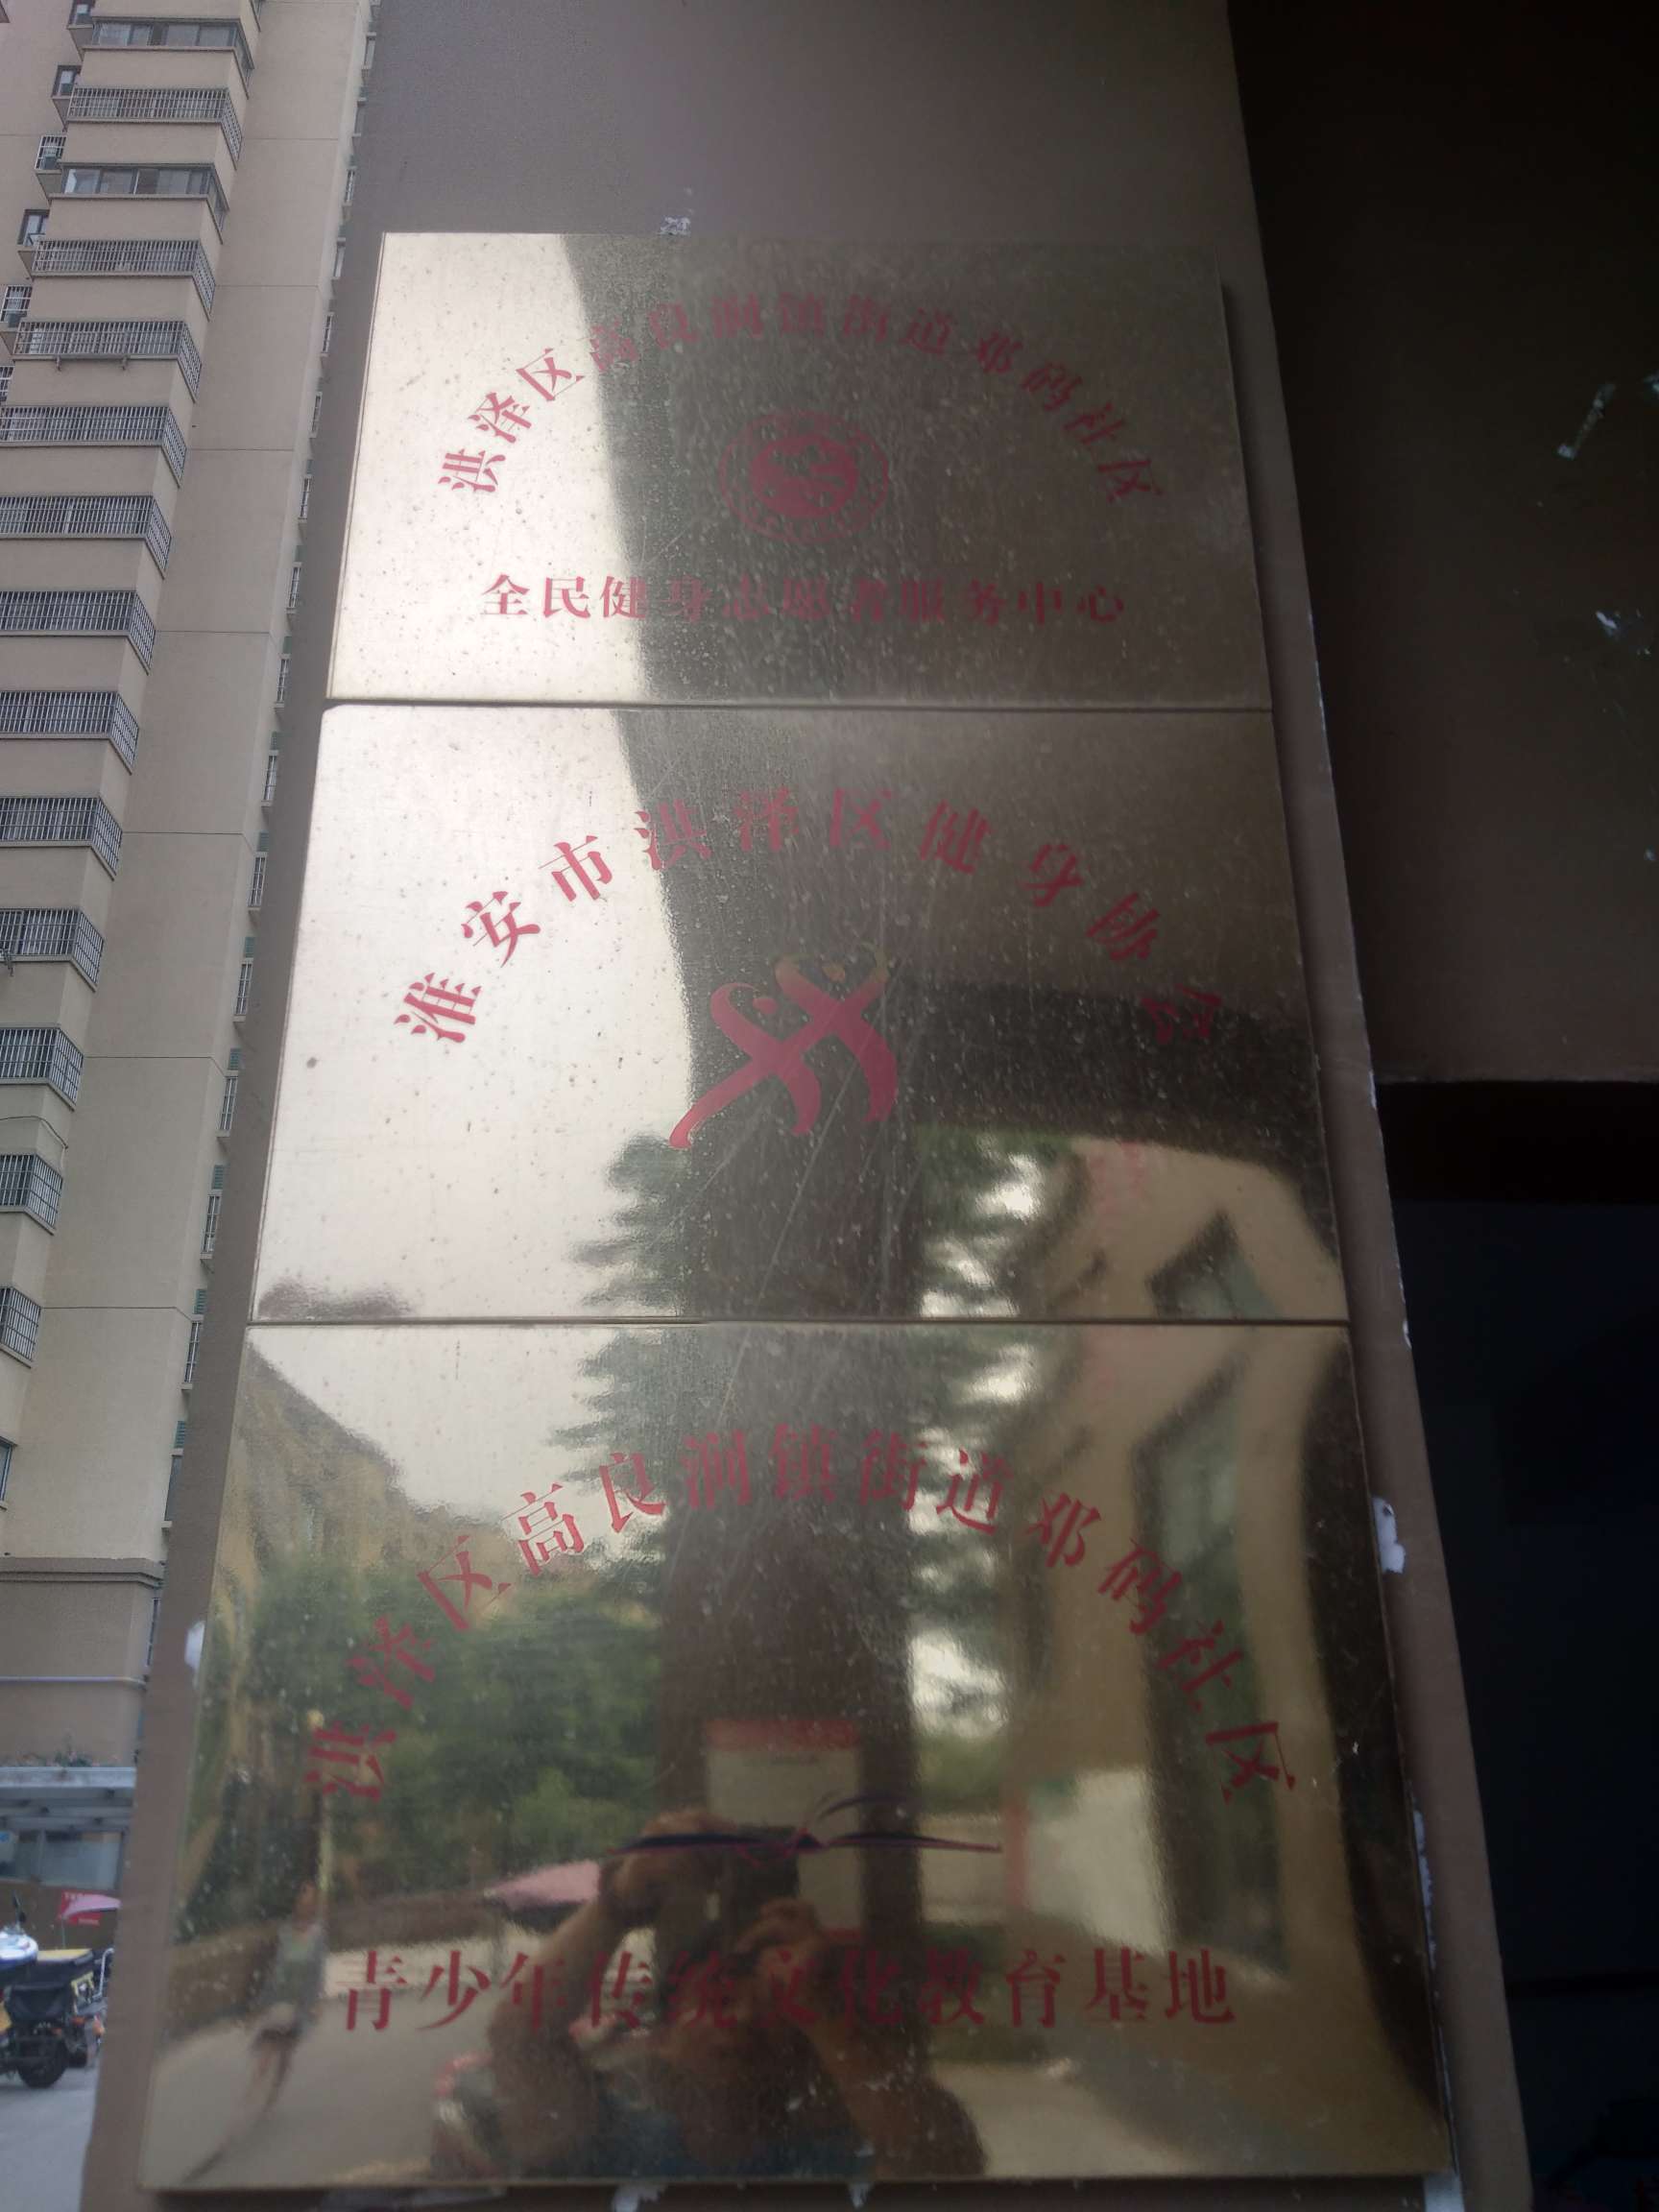 洪泽区高良涧镇街道邓码社区
全民健身志愿者服务中心
淮安市洪泽区健身协会
洪泽区高良涧镇街道邓码社区
青少年传统文化教育基地